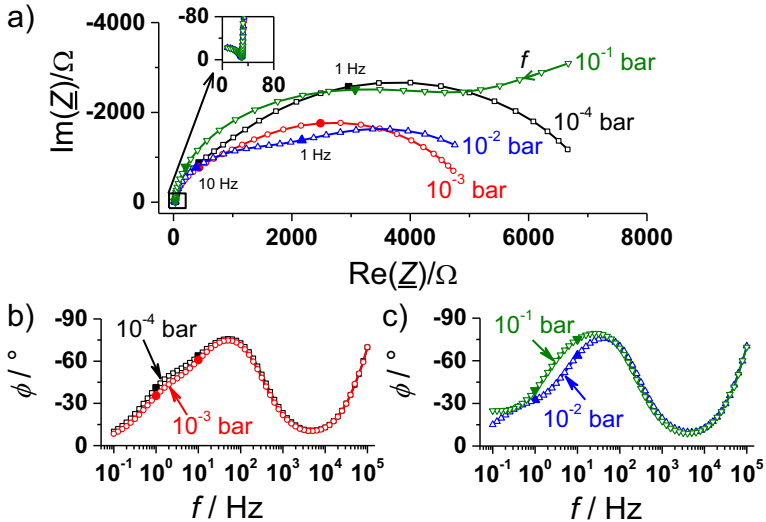 a)
-4000
-2000
0
Im(Z)/Ω
-80
0
0
80
1 Hz
f
10⁻¹ bar
10⁻⁴ bar
10⁻² bar
1 Hz
10 Hz
10⁻³ bar
0 2000 4000 6000 8000
Re(Z)/Ω
b)
-90
-60
-30
0
ϕ / °
10⁻⁴ bar
10⁻³ bar
10⁻¹ 10⁰ 10¹ 10² 10³ 10⁴ 10⁵
f / Hz
c)
-90
-60
-30
0
ϕ / °
10⁻¹ bar
10⁻² bar
10⁻¹ 10⁰ 10¹ 10² 10³ 10⁴ 10⁵
f / Hz